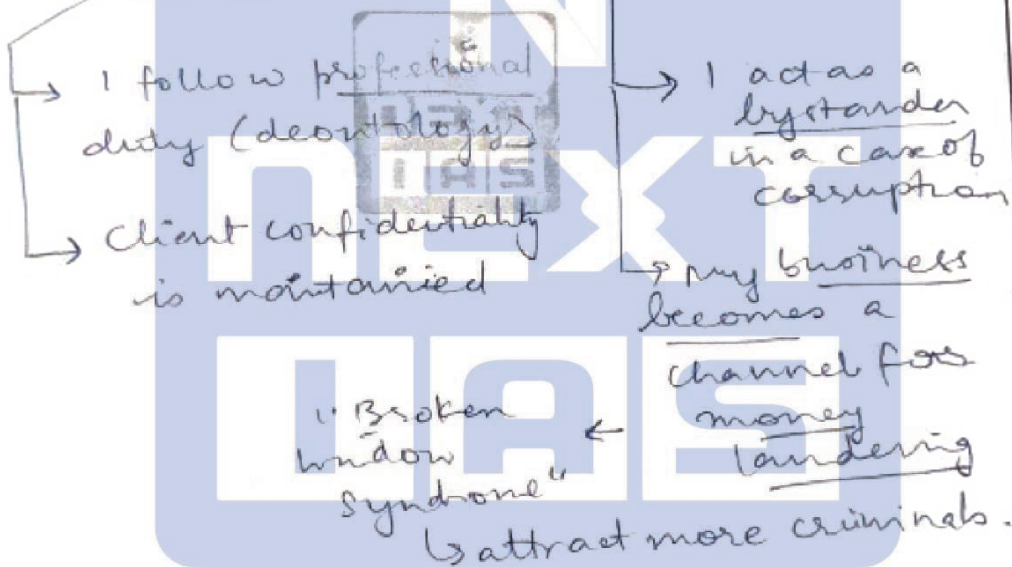 I follow professional
duty (deontology)
Client confidentiality
is maintained
I act as a
bystander
in a case of
corruption
my business
becomes a
channel for
money
laundering
"Broken
window
syndrome"
attract more criminals.
NEXT
IAS